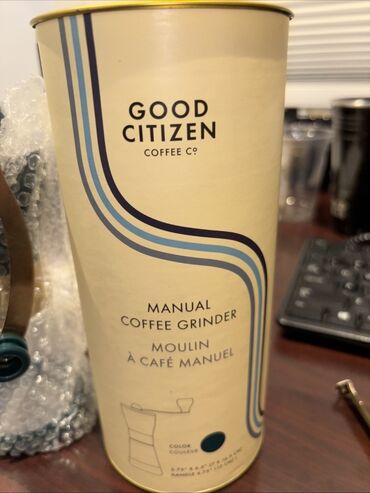 GOOD
CITIZEN
COFFEE Cº
MANUAL
COFFEE GRINDER
MOULIN
À CAFÉ MANUEL
COLOR
COULEUR